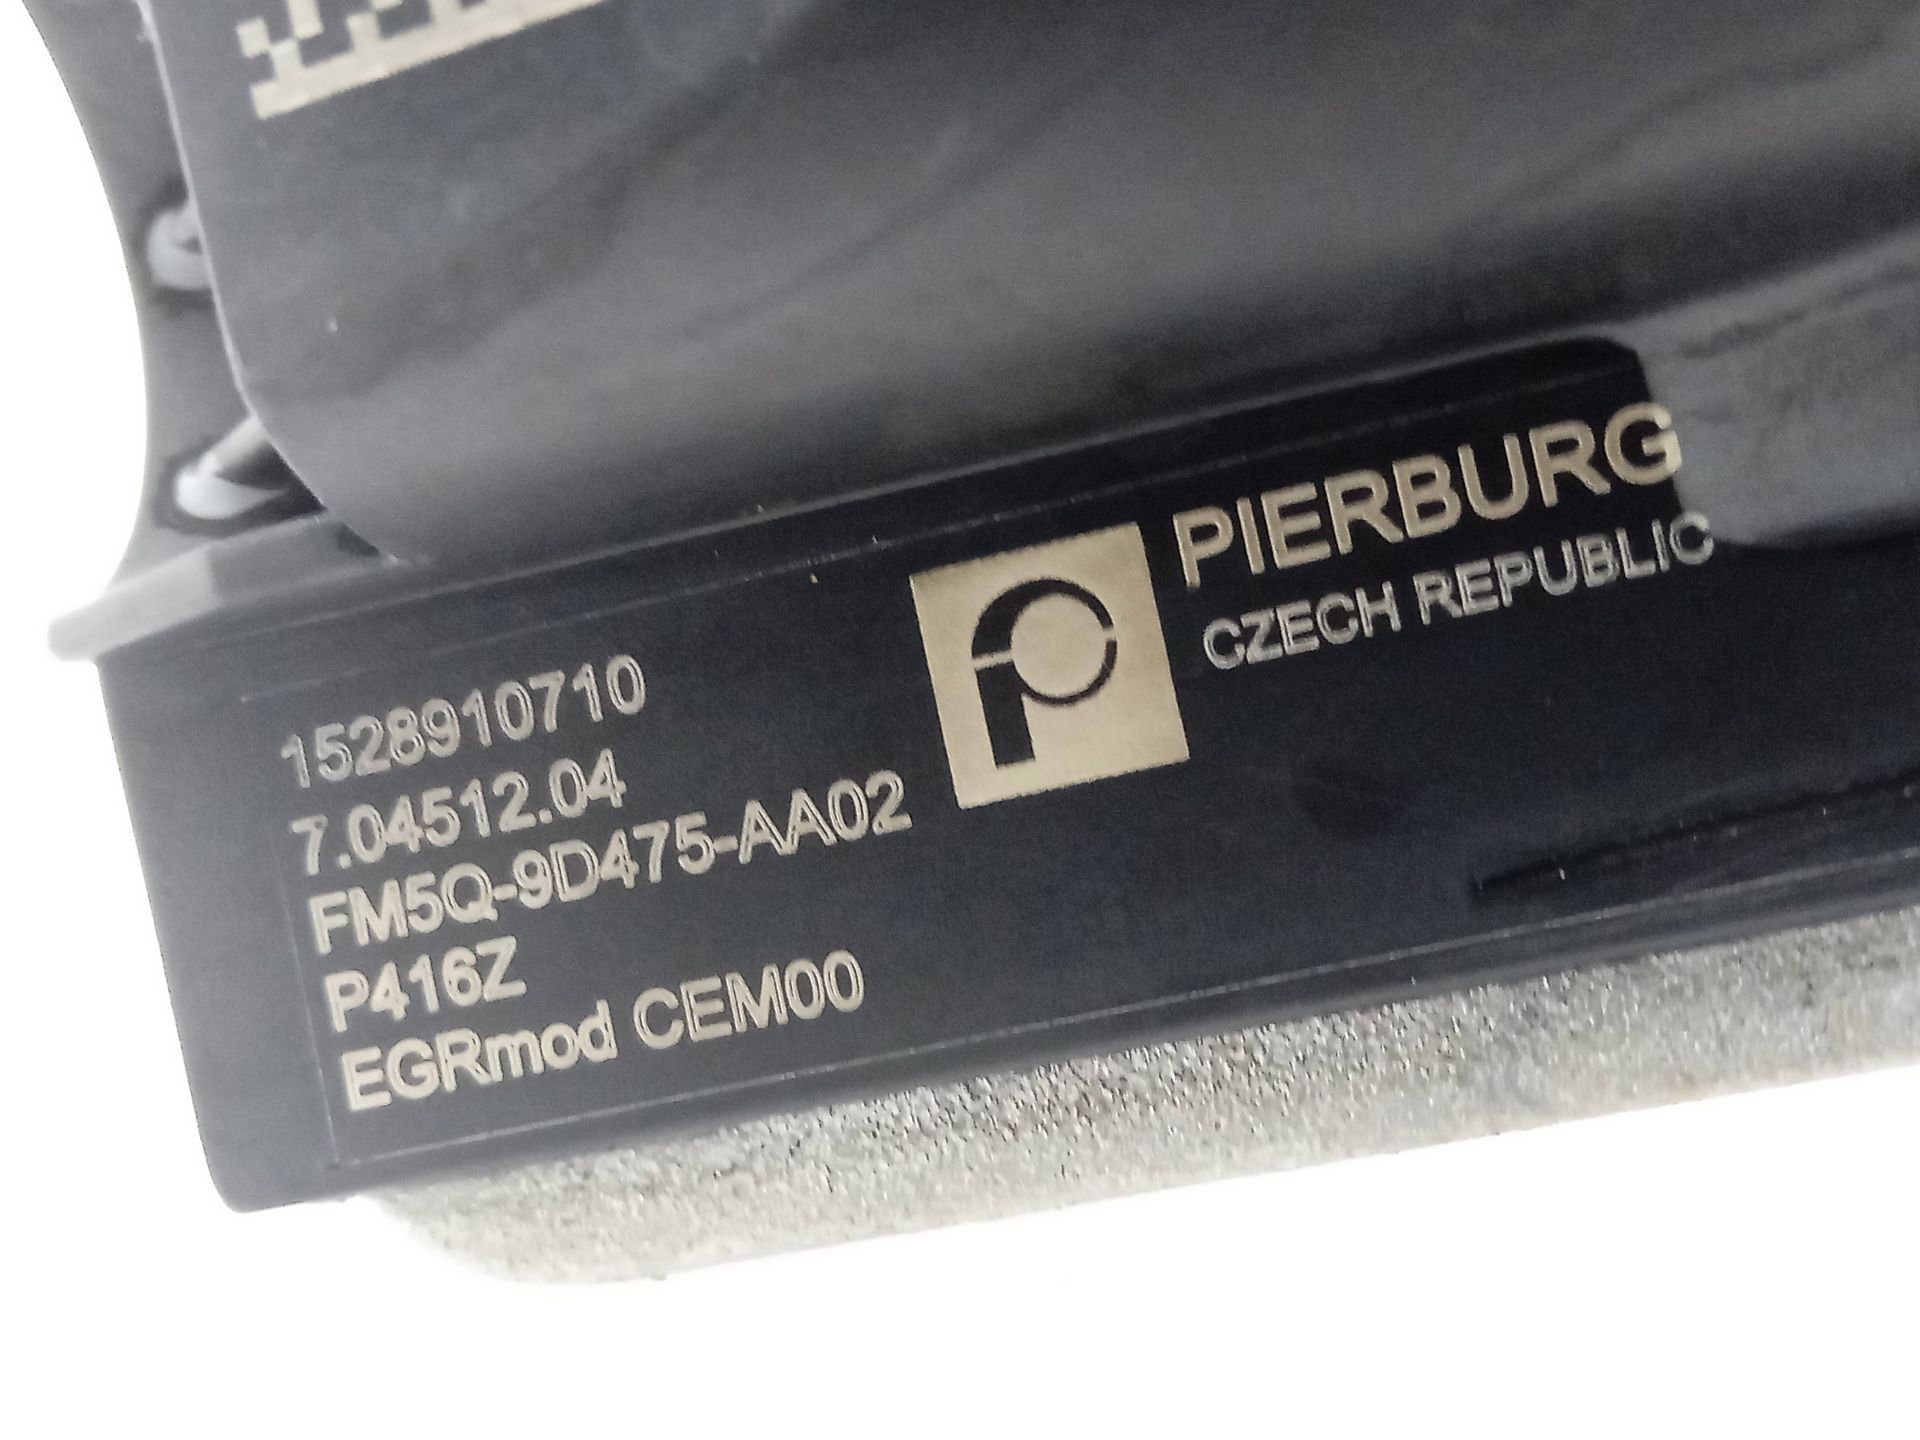 PIERBURG
CZECH REPUBLIC
1528910710
7.04512.04
FM5Q-9D475-AA02
P416Z
EGRmod CEM00